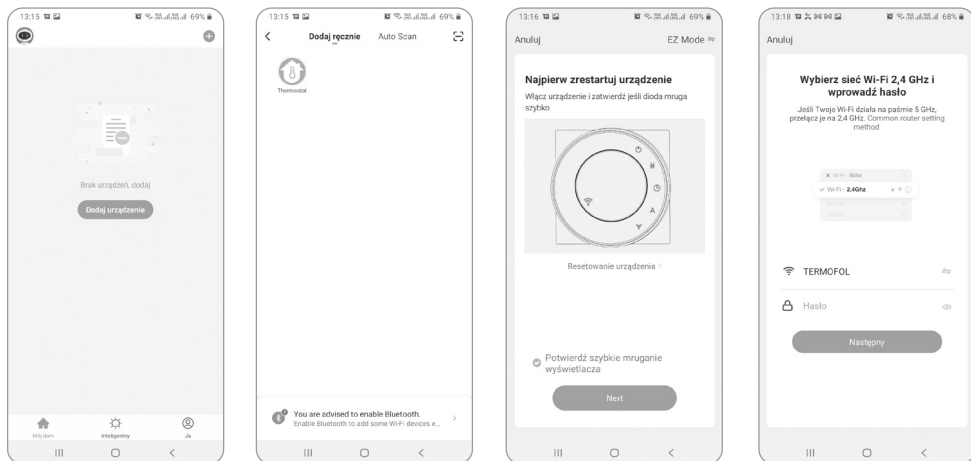 13:15
69%
Brak urządzeń, dodaj
Dodaj urządzenie
Mój dom
Inteligentny
Ja
13:15
69%
Dodaj ręcznie
Auto Scan
Thermostat
You are advised to enable Bluetooth.
Enable Bluetooth to add some Wi-Fi devices e...
13:16
69%
Anuluj
EZ Mode
Najpierw zrestartuj urządzenie
Włącz urządzenie i zatwierdź jeśli dioda mruga
szybko
M
A
Resetowanie urządzenia >
Potwierdź szybkie mruganie
wyświetlacza
Next
13:18
68%
Anuluj
Wybierz sieć Wi-Fi 2,4 GHz i
wprowadź hasło
Jeśli Twoje Wi-Fi działa na paśmie 5 GHz,
przełącz je na 2,4 GHz. Common router setting
method
Wi-Fi - 5Ghz
Wi-Fi - 2.4Ghz
TERMOFOL
Hasło
Następny